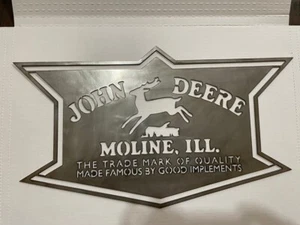 JOHN DEERE
MOLINE, ILL.
THE TRADE MARK OF QUALITY
MADE FAMOUS BY GOOD IMPLEMENTS